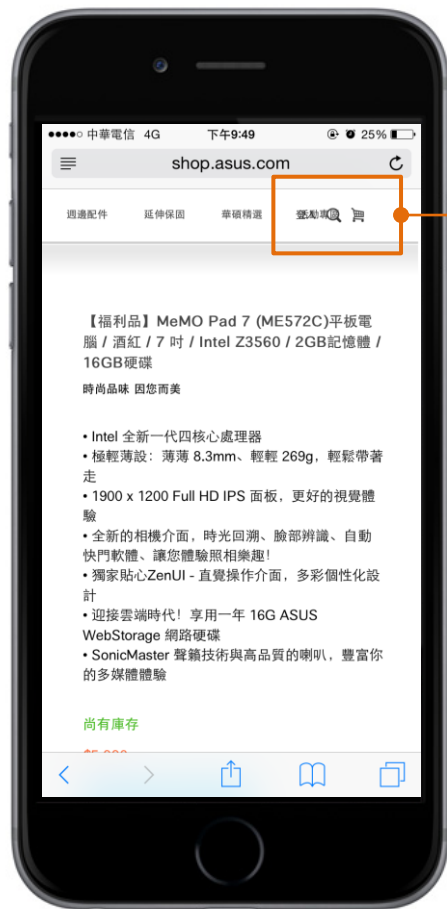 中華電信 4G 下午9:49 25%
shop.asus.com
週邊配件 延伸保固 華碩精選
【福利品】MeMO Pad 7 (ME572C)平板電
腦 / 酒紅 / 7 吋 / Intel Z3560 / 2GB記憶體 /
16GB硬碟
時尚品味 因您而美
• Intel 全新一代四核心處理器
• 極輕薄設：薄薄 8.3mm、輕輕 269g，輕鬆帶著
走
• 1900 x 1200 Full HD IPS 面板，更好的視覺體
驗
• 全新的相機介面，時光回溯、臉部辨識、自動
快門軟體、讓您體驗照相樂趣！
• 獨家貼心ZenUI - 直覺操作介面，多彩個性化設
計
• 迎接雲端時代！享用一年 16G ASUS
WebStorage 網路硬碟
• SonicMaster 聲籟技術與高品質的喇叭，豐富你
的多媒體體驗
尚有庫存